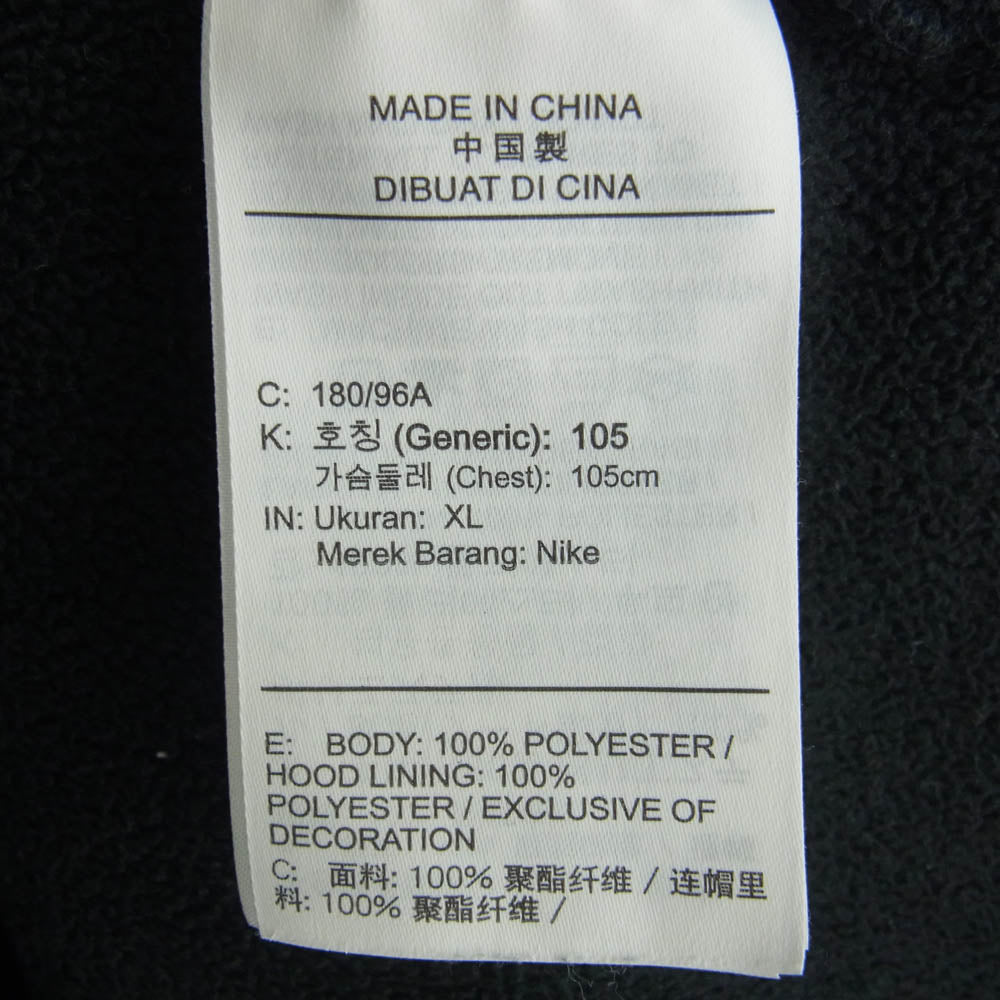 MADE IN CHINA
中国製
DIBUAT DI CINA
C: 180/96A
K: 호칭 (Generic): 105
가슴둘레 (Chest): 105cm
IN: Ukuran: XL
Merek Barang: Nike
E: BODY: 100% POLYESTER /
HOOD LINING: 100%
POLYESTER / EXCLUSIVE OF
DECORATION
C: 面料: 100% 聚酯纤维 / 连帽里
料: 100% 聚酯纤维 /